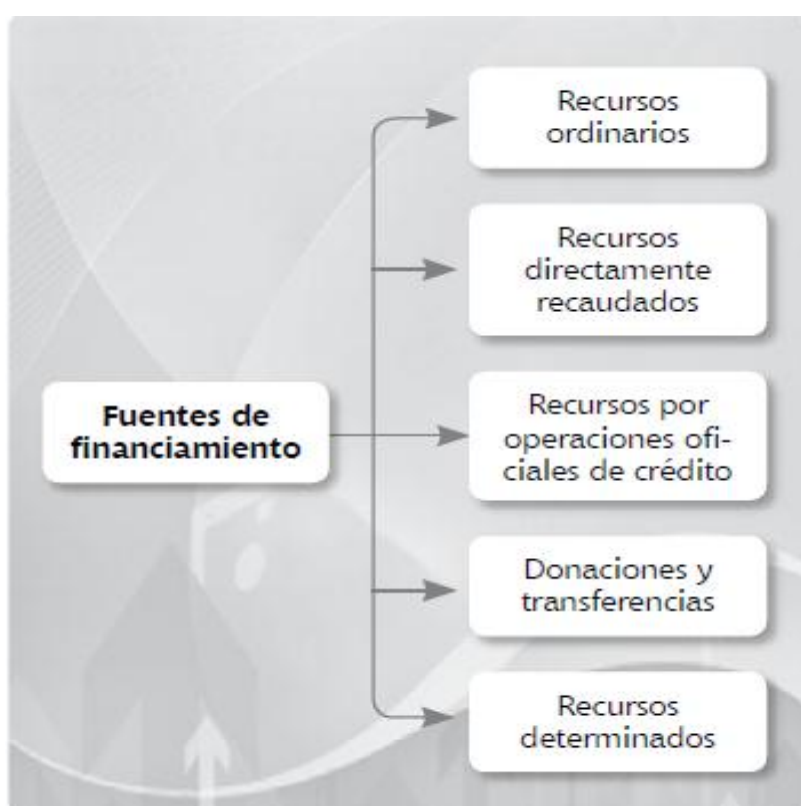 Recursos
ordinarios
Recursos
directamente
recaudados
Fuentes de
financiamiento
Recursos por
operaciones ofi-
ciales de crédito
Donaciones y
transferencias
Recursos
determinados